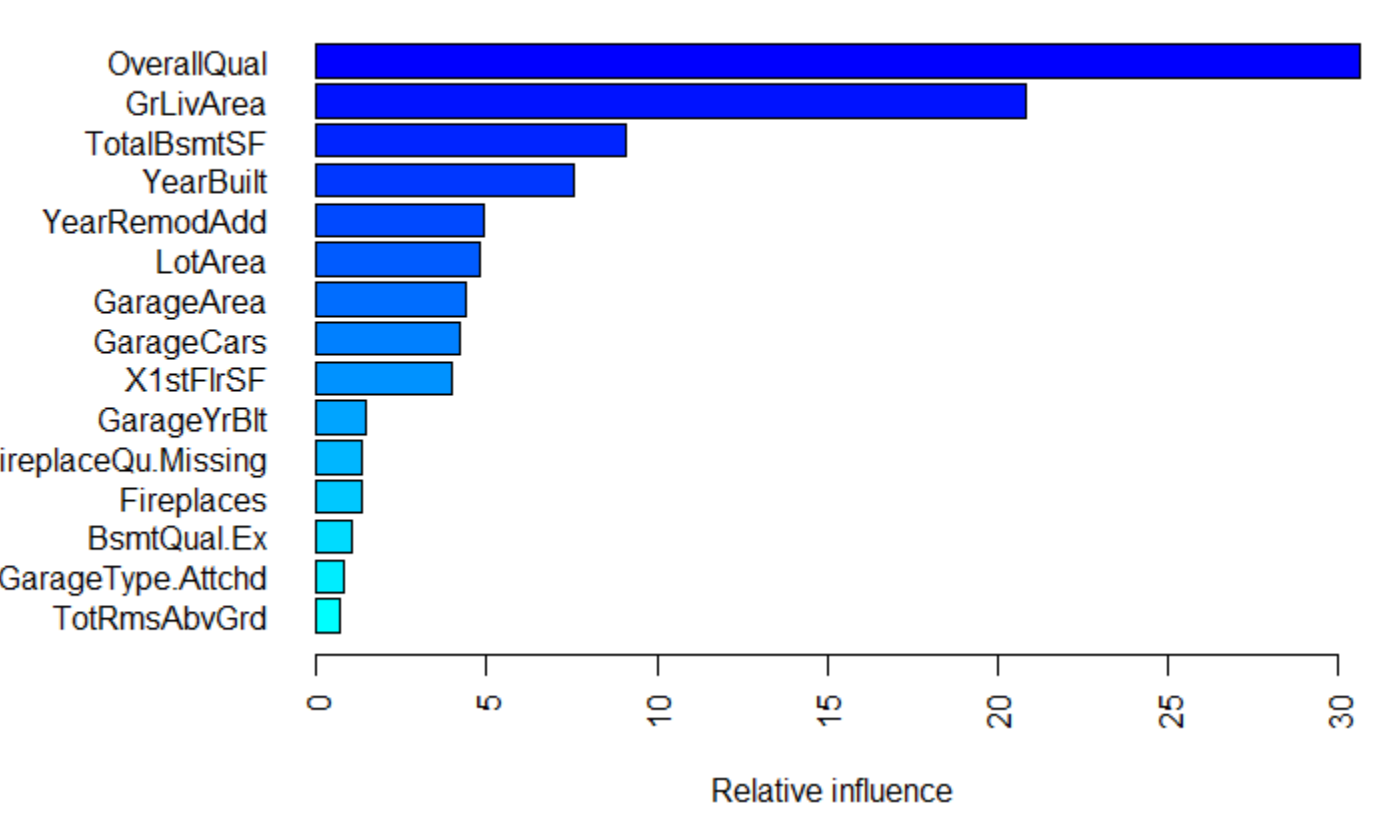 OverallQual
GrLivArea
TotalBsmtSF
YearBuilt
YearRemodAdd
LotArea
GarageArea
GarageCars
X1stFlrSF
GarageYrBlt
ireplaceQu.Missing
Fireplaces
BsmtQual.Ex
GarageType.Attchd
TotRmsAbvGrd
0 5 10 15 20 25 30
Relative influence